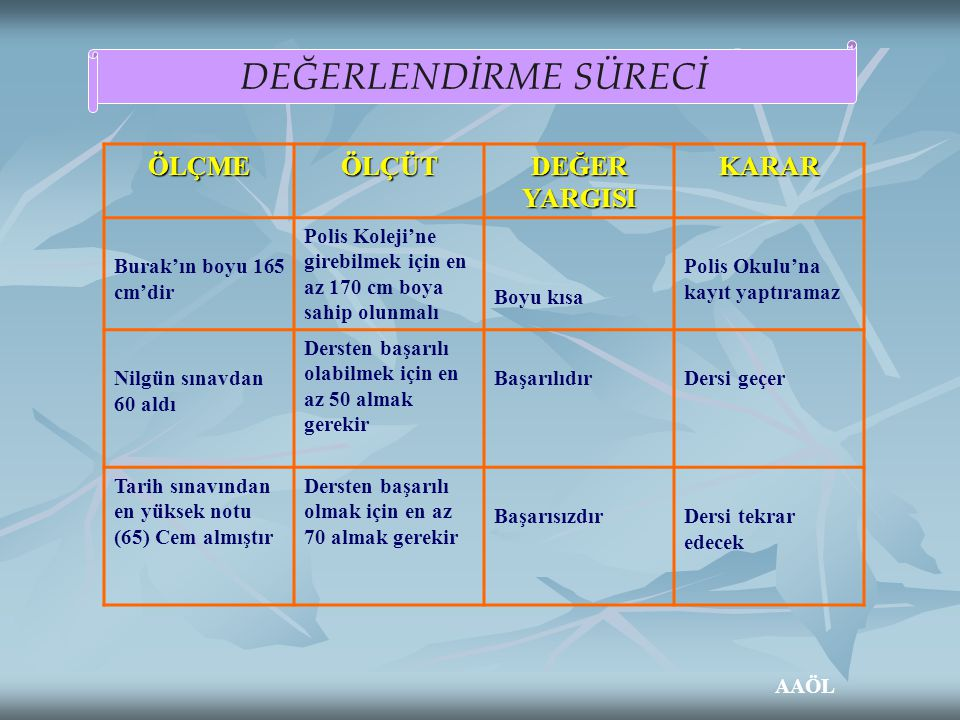 DEĞERLENDİRME SÜRECİ
ÖLÇME
ÖLÇÜT
DEĞER
YARGISI
KARAR
Burak’ın boyu 165
cm’dir
Polis Koleji’ne
girebilmek için en
az 170 cm boya
sahip olunmalı
Boyu kısa
Polis Okulu’na
kayıt yaptıramaz
Nilgün sınavdan
60 aldı
Dersten başarılı
olabilmek için en
az 50 almak
gerekir
Başarılıdır
Dersi geçer
Tarih sınavından
en yüksek notu
(65) Cem almıştır
Dersten başarılı
olmak için en az
70 almak gerekir
Başarısızdır
Dersi tekrar
edecek
AAÖL